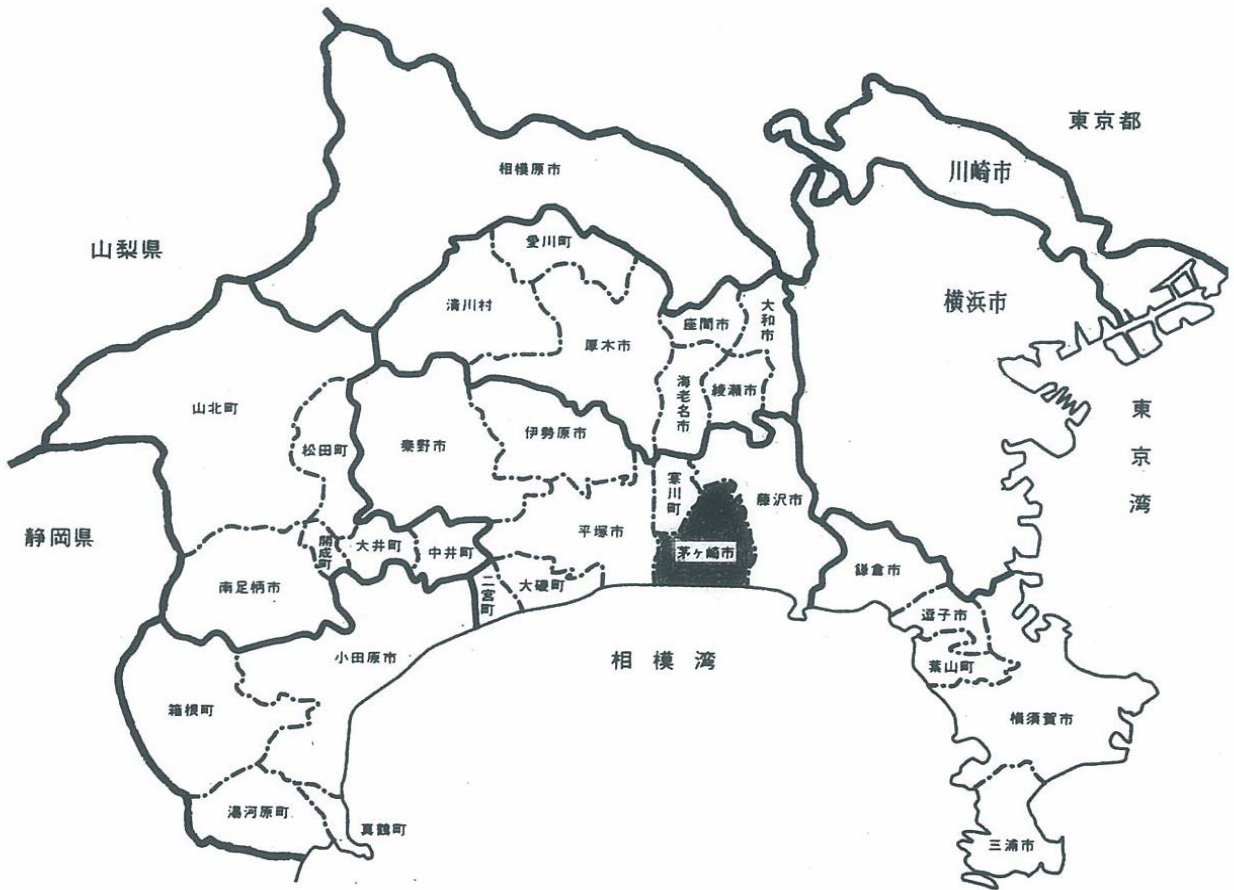 東京都
川崎市
相模原市
山梨県
愛川町
清川村
座間市
大和市
横浜市
厚木市
海老名市
綾瀬市
山北町
松田町
秦野市
伊勢原市
東京湾
寒川町
藤沢市
静岡県
開成町
大井町
中井町
平塚市
茅ヶ崎市
鎌倉市
南足柄市
二宮町
大磯町
逗子市
小田原市
相模湾
葉山町
箱根町
横須賀市
湯河原町
真鶴町
三浦市